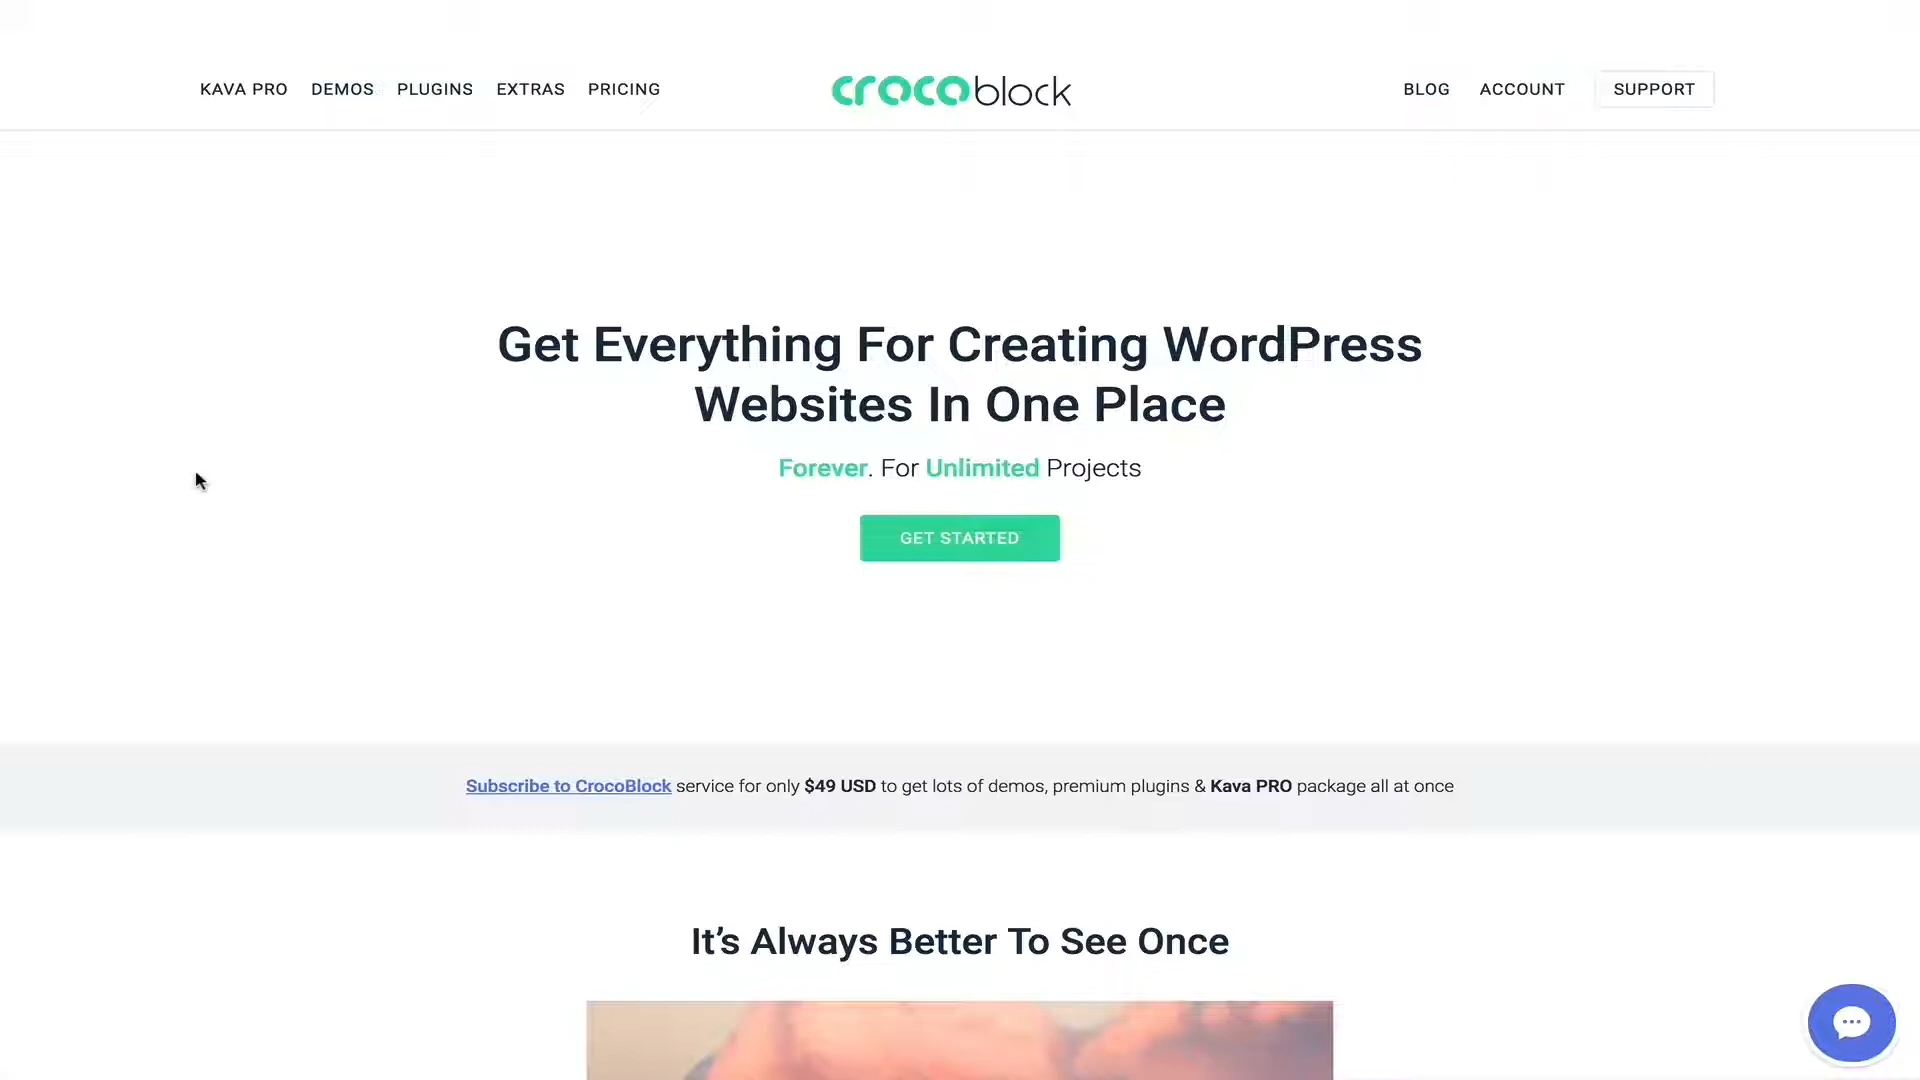 KAVA PRO DEMOS PLUGINS EXTRAS PRICING crocoblock BLOG ACCOUNT SUPPORT
Get Everything For Creating WordPress
Websites In One Place
Forever. For Unlimited Projects
GET STARTED
Subscribe to CrocoBlock service for only $49 USD to get lots of demos, premium plugins & Kava PRO package all at once
It’s Always Better To See Once